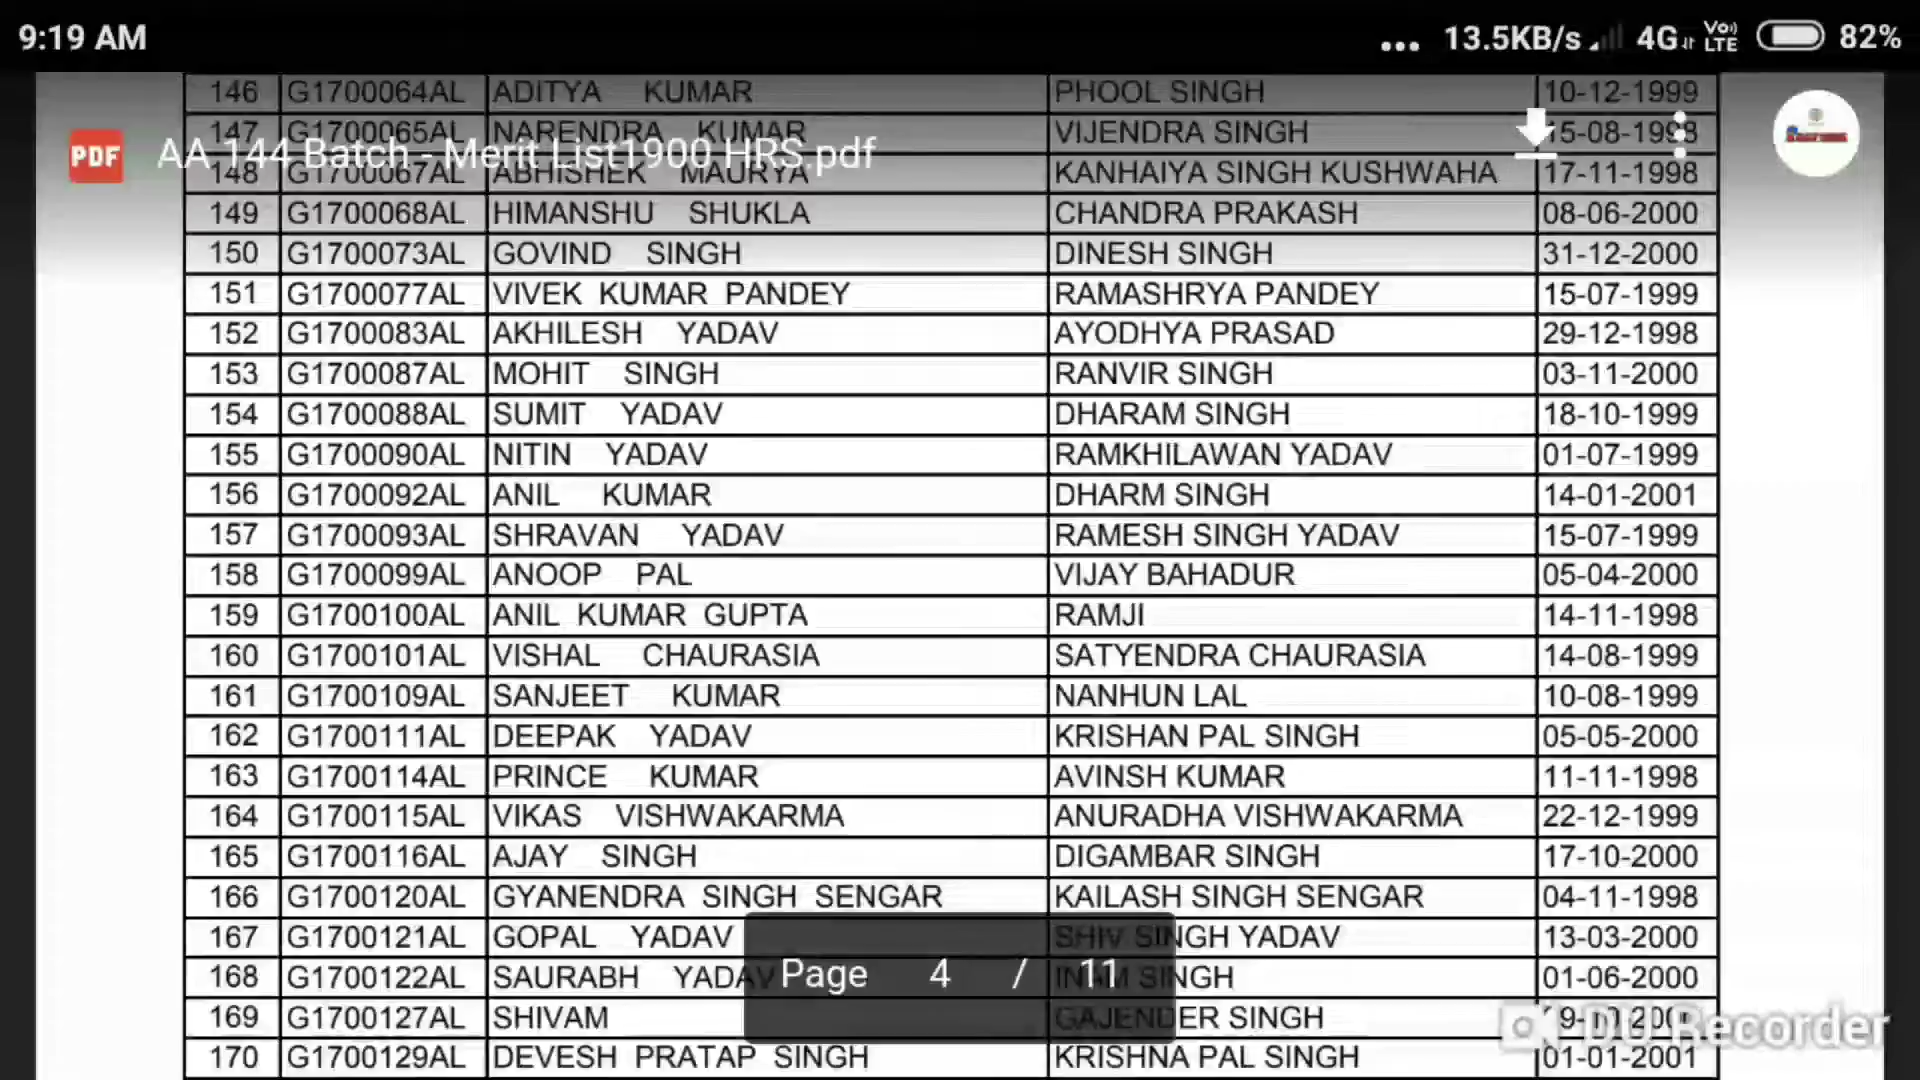 9:19 AM ... 13.5KB/s 4G Vo) LTE 82%
146 G1700064AL ADITYA KUMAR PHOOL SINGH 10-12-1999
147 G1700065AL NARENDRA KUMAR VIJENDRA SINGH 15-08-1998
PDF AA 144 Batch - Merit List1900 HRS.pdf
148 G1700067AL ABHISHEK MAURYA KANHAIYA SINGH KUSHWAHA 17-11-1998
149 G1700068AL HIMANSHU SHUKLA CHANDRA PRAKASH 08-06-2000
150 G1700073AL GOVIND SINGH DINESH SINGH 31-12-2000
151 G1700077AL VIVEK KUMAR PANDEY RAMASHRYA PANDEY 15-07-1999
152 G1700083AL AKHILESH YADAV AYODHYA PRASAD 29-12-1998
153 G1700087AL MOHIT SINGH RANVIR SINGH 03-11-2000
154 G1700088AL SUMIT YADAV DHARAM SINGH 18-10-1999
155 G1700090AL NITIN YADAV RAMKHILAWAN YADAV 01-07-1999
156 G1700092AL ANIL KUMAR DHARM SINGH 14-01-2001
157 G1700093AL SHRAVAN YADAV RAMESH SINGH YADAV 15-07-1999
158 G1700099AL ANOOP PAL VIJAY BAHADUR 05-04-2000
159 G1700100AL ANIL KUMAR GUPTA RAMJI 14-11-1998
160 G1700101AL VISHAL CHAURASIA SATYENDRA CHAURASIA 14-08-1999
161 G1700109AL SANJEET KUMAR NANHUN LAL 10-08-1999
162 G1700111AL DEEPAK YADAV KRISHAN PAL SINGH 05-05-2000
163 G1700114AL PRINCE KUMAR AVINSH KUMAR 11-11-1998
164 G1700115AL VIKAS VISHWAKARMA ANURADHA VISHWAKARMA 22-12-1999
165 G1700116AL AJAY SINGH DIGAMBAR SINGH 17-10-2000
166 G1700120AL GYANENDRA SINGH SENGAR KAILASH SINGH SENGAR 04-11-1998
167 G1700121AL GOPAL YADAV SHIV SINGH YADAV 13-03-2000
168 G1700122AL SAURABH YADAV SINGH 01-06-2000
Page 4 / 11
169 G1700127AL SHIVAM GAJENDER SINGH
DU Recorder
170 G1700129AL DEVESH PRATAP SINGH KRISHNA PAL SINGH 01-01-2001